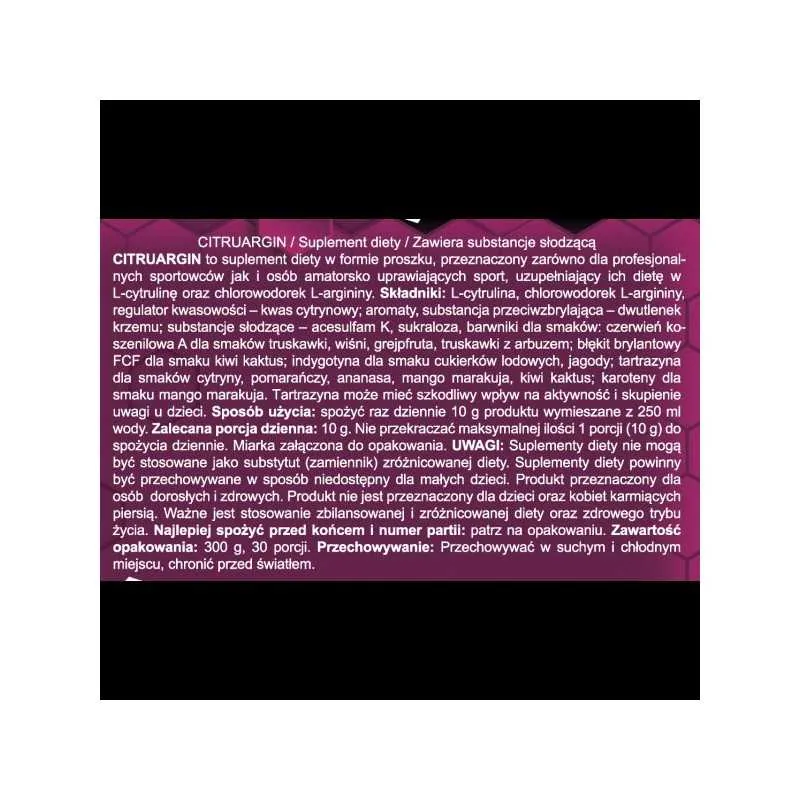 CITRUARGIN / Suplement diety / Zawiera substancje słodzącą
CITRUARGIN to suplement diety w formie proszku, przeznaczony zarówno dla profesjonal-
nych sportowców jak i osób amatorsko uprawiających sport, uzupełniający ich dietę w
L-cytrulinę oraz chlorowodorek L-argininy. Składniki: L-cytrulina, chlorowodorek L-argininy,
regulator kwasowości – kwas cytrynowy; aromaty, substancja przeciwzbrylająca – dwutlenek
krzemu; substancje słodzące – acesulfam K, sukraloza, barwniki dla smaków: czerwień ko-
szenilowa A dla smaków truskawki, wiśni, grejpfruta, truskawki z arbuzem; błękit brylantowy
FCF dla smaku kiwi kaktus; indygotyna dla smaku cukierków lodowych, jagody; tartrazyna
dla smaków cytryny, pomarańczy, ananasa, mango marakuja, kiwi kaktus; karoteny dla
smaku mango marakuja. Tartrazyna może mieć szkodliwy wpływ na aktywność i skupienie
uwagi u dzieci. Sposób użycia: spożyć raz dziennie 10 g produktu wymieszane z 250 ml
wody. Zalecana porcja dzienna: 10 g. Nie przekraczać maksymalnej ilości 1 porcji (10 g) do
spożycia dziennie. Miarka załączona do opakowania. UWAGI: Suplementy diety nie mogą
być stosowane jako substytut (zamiennik) zróżnicowanej diety. Suplementy diety powinny
być przechowywane w sposób niedostępny dla małych dzieci. Produkt przeznaczony dla
osób dorosłych i zdrowych. Produkt nie jest przeznaczony dla dzieci oraz kobiet karmiących
piersią. Ważne jest stosowanie zbilansowanej i zróżnicowanej diety oraz zdrowego trybu
życia. Najlepiej spożyć przed końcem i numer partii: patrz na opakowaniu. Zawartość
opakowania: 300 g, 30 porcji. Przechowywanie: Przechowywać w suchym i chłodnym
miejscu, chronić przed światłem.